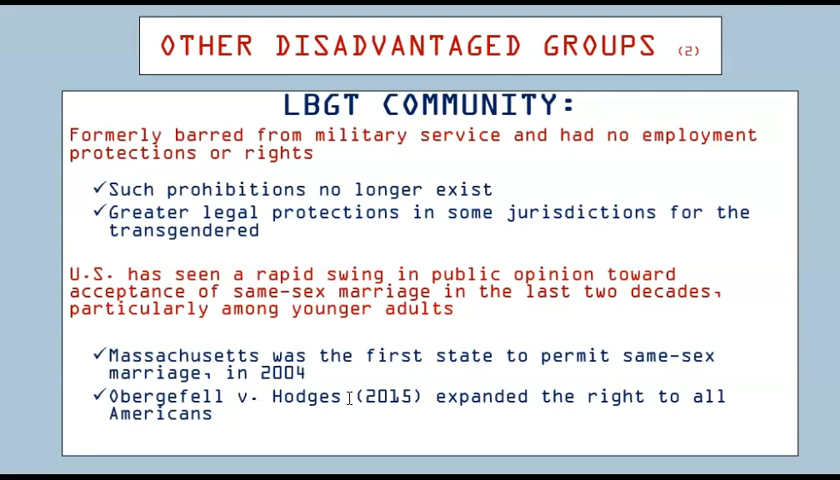 OTHER DISADVANTAGED GROUPS (2)
LBGT COMMUNITY:
Formerly barred from military service and had no employment
protections or rights
✓Such prohibitions no longer exist
✓Greater legal protections in some jurisdictions for the
transgendered
U.S. has seen a rapid swing in public opinion toward
acceptance of same-sex marriage in the last two decades,
particularly among younger adults
✓Massachusetts was the first state to permit same-sex
marriage, in 2004
✓Obergefell v. Hodges (2015) expanded the right to all
Americans